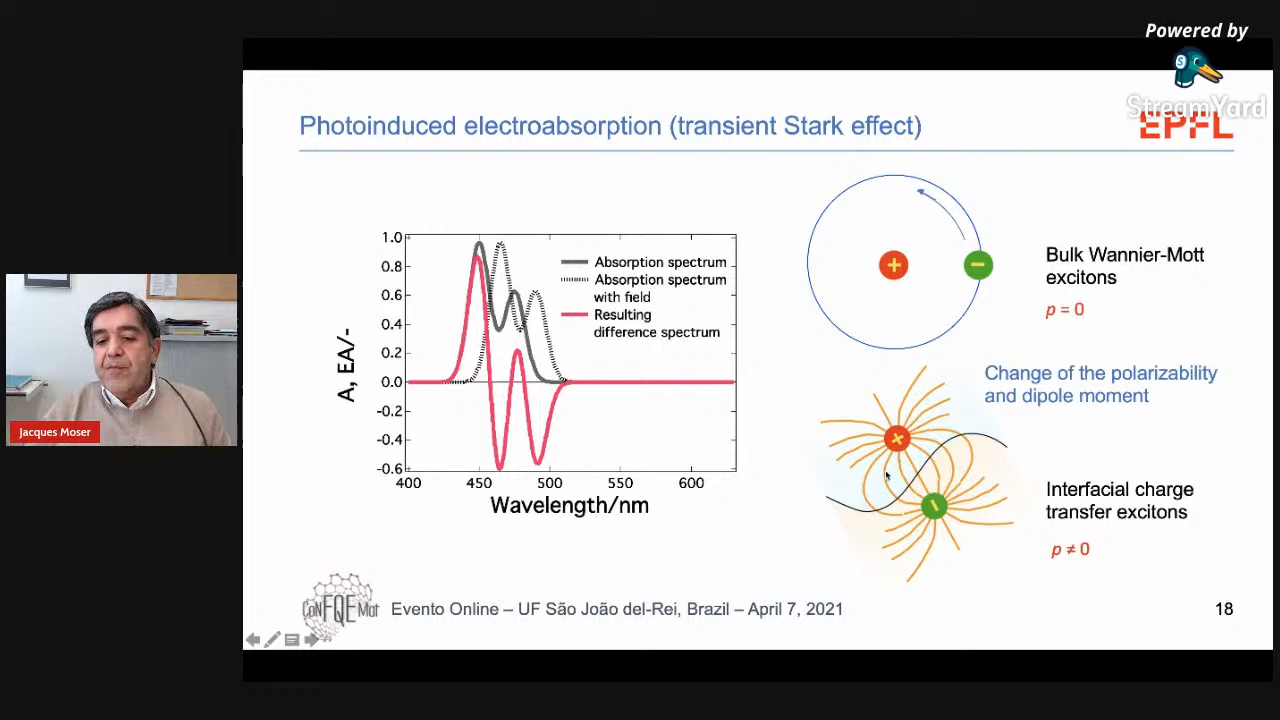 Powered by
StreamYard
Photoinduced electroabsorption (transient Stark effect)
EPFL
1.0
0.8
0.6
0.4
0.2
0.0
-0.2
-0.4
-0.6
A, EA/-
Absorption spectrum
Absorption spectrum
with field
Resulting
difference spectrum
400
450
500
550
600
Wavelength/nm
+
−
Bulk Wannier-Mott
excitons
p = 0
Change of the polarizability
and dipole moment
+
−
Interfacial charge
transfer excitons
p ≠ 0
Jacques Moser
CoNFQEMat
Evento Online – UF São João del-Rei, Brazil – April 7, 2021
18